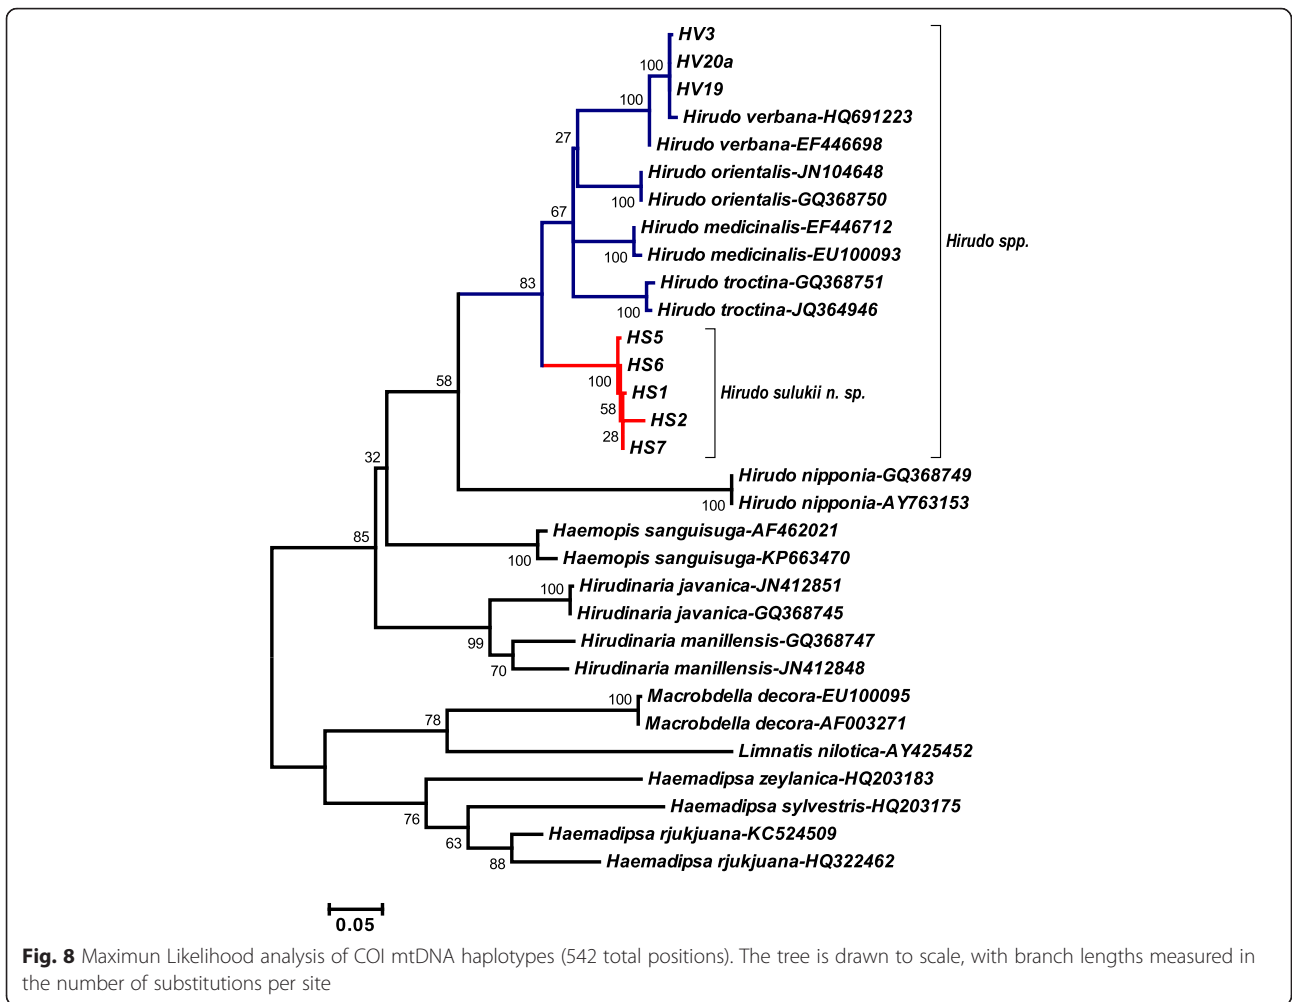 HV3
100
HV20a
HV19
100
Hirudo verbana-HQ691223
27
Hirudo verbana-EF446698
Hirudo orientalis-JN104648
Hirudo orientalis-GQ368750
100
67
Hirudo medicinalis-EF446712
Hirudo spp.
Hirudo medicinalis-EU100093
100
83
Hirudo troctina-GQ368751
Hirudo troctina-JQ364946
100
HS5
HS6
58
100
HS1
Hirudo sulukii n. sp.
58
HS2
28
HS7
32
Hirudo nipponia-GQ368749
100
Hirudo nipponia-AY763153
85
Haemopis sanguisuga-AF462021
100
Haemopis sanguisuga-KP663470
100
Hirudinaria javanica-JN412851
Hirudinaria javanica-GQ368745
99
Hirudinaria manillensis-GQ368747
70
Hirudinaria manillensis-JN412848
100
Macrobdella decora-EU100095
78
Macrobdella decora-AF003271
Limnatis nilotica-AY425452
Haemadipsa zeylanica-HQ203183
76
Haemadipsa sylvestris-HQ203175
63
Haemadipsa rjukjuana-KC524509
88
Haemadipsa rjukjuana-HQ322462
0.05
Fig. 8 Maximun Likelihood analysis of COI mtDNA haplotypes (542 total positions). The tree is drawn to scale, with branch lengths measured in
the number of substitutions per site